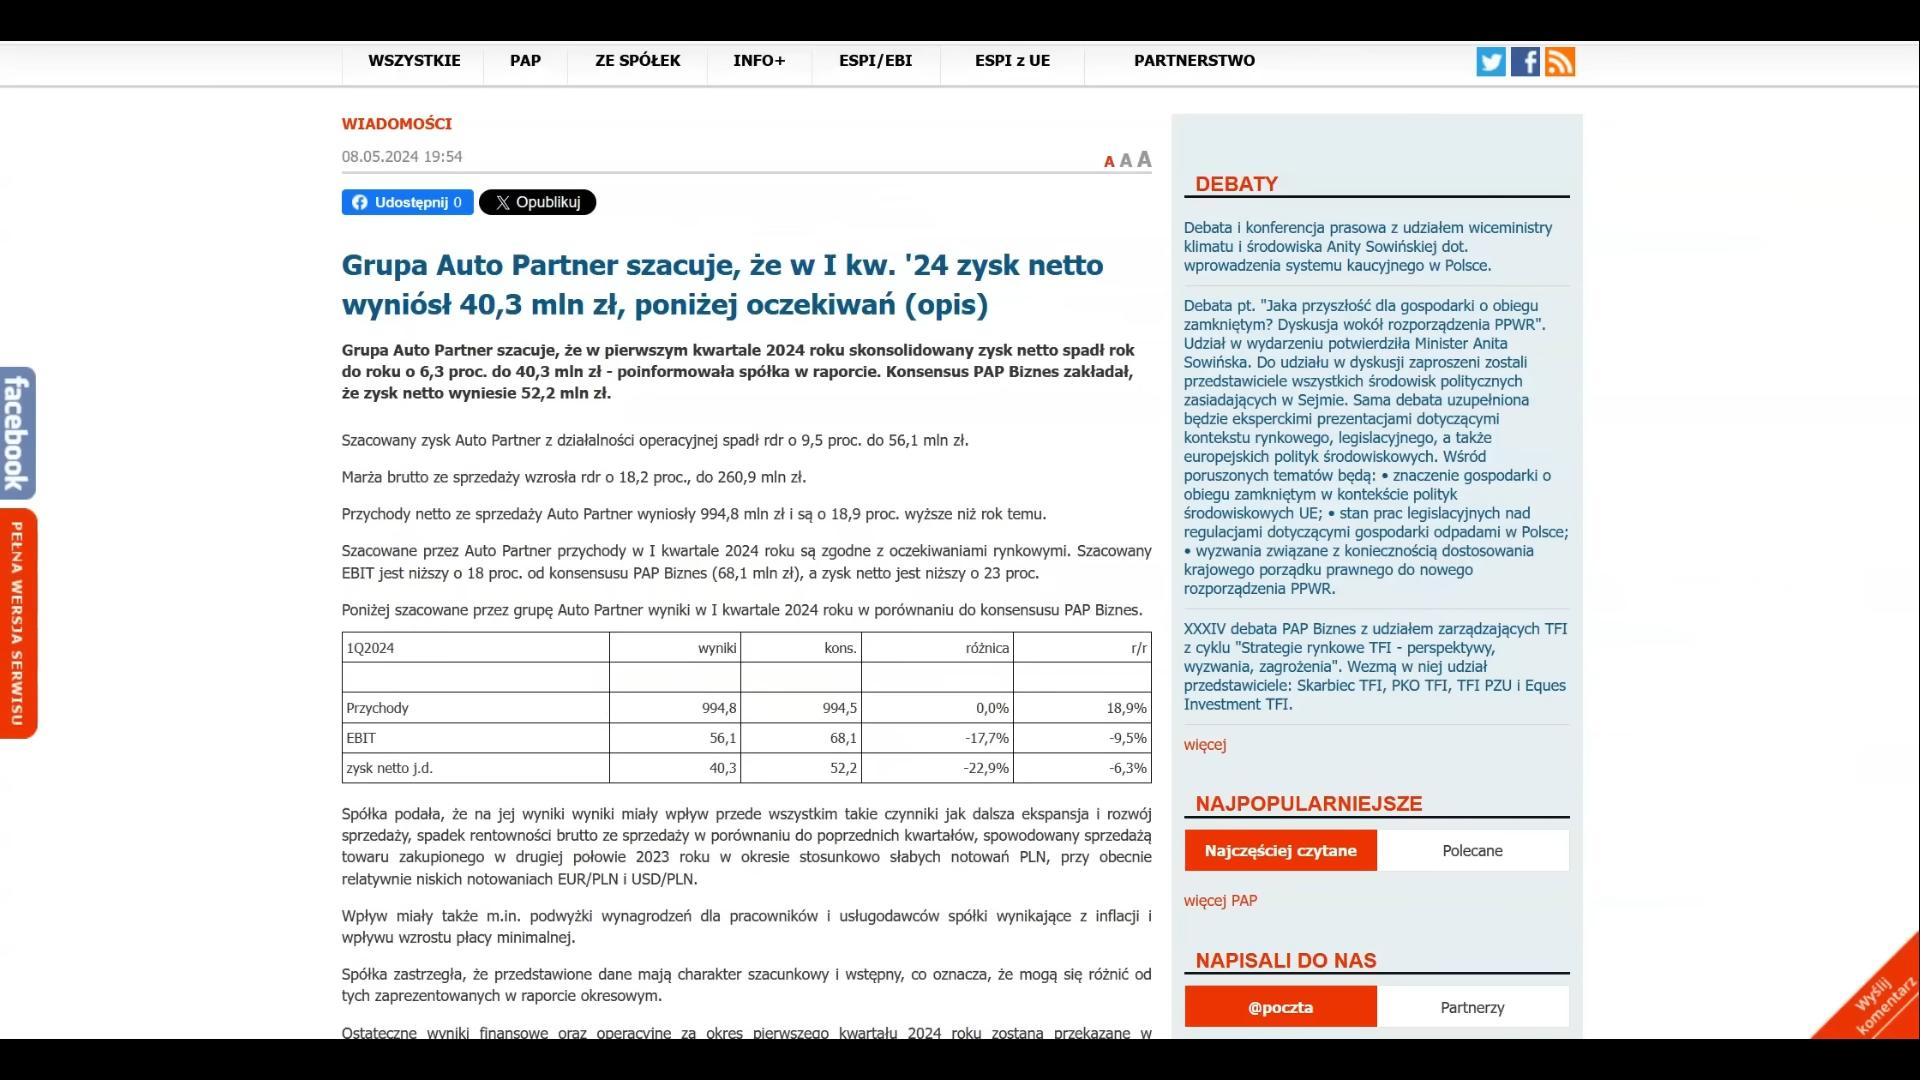 WSZYSTKIE
PAP
ZE SPÓŁEK
INFO+
ESPI/EBI
ESPI z UE
PARTNERSTWO
WIADOMOŚCI
08.05.2024 19:54
A A A
Udostępnij 0
Opublikuj
Grupa Auto Partner szacuje, że w I kw. '24 zysk netto
wyniósł 40,3 mln zł, poniżej oczekiwań (opis)
Grupa Auto Partner szacuje, że w pierwszym kwartale 2024 roku skonsolidowany zysk netto spadł rok
do roku o 6,3 proc. do 40,3 mln zł - poinformowała spółka w raporcie. Konsensus PAP Biznes zakładał,
że zysk netto wyniesie 52,2 mln zł.
Szacowany zysk Auto Partner z działalności operacyjnej spadł rdr o 9,5 proc. do 56,1 mln zł.
Marża brutto ze sprzedaży wzrosła rdr o 18,2 proc., do 260,9 mln zł.
Przychody netto ze sprzedaży Auto Partner wyniosły 994,8 mln zł i są o 18,9 proc. wyższe niż rok temu.
Szacowane przez Auto Partner przychody w I kwartale 2024 roku są zgodne z oczekiwaniami rynkowymi. Szacowany
EBIT jest niższy o 18 proc. od konsensusu PAP Biznes (68,1 mln zł), a zysk netto jest niższy o 23 proc.
Poniżej szacowane przez grupę Auto Partner wyniki w I kwartale 2024 roku w porównaniu do konsensusu PAP Biznes.
1Q2024 wyniki kons. różnica r/r
Przychody 994,8 994,5 0,0% 18,9%
EBIT 56,1 68,1 -17,7% -9,5%
zysk netto j.d. 40,3 52,2 -22,9% -6,3%
Spółka podała, że na jej wyniki wyniki miały wpływ przede wszystkim takie czynniki jak dalsza ekspansja i rozwój
sprzedaży, spadek rentowności brutto ze sprzedaży w porównaniu do poprzednich kwartałów, spowodowany sprzedażą
towaru zakupionego w drugiej połowie 2023 roku w okresie stosunkowo słabych notowań PLN, przy obecnie
relatywnie niskich notowaniach EUR/PLN i USD/PLN.
Wpływ miały także m.in. podwyżki wynagrodzeń dla pracowników i usługodawców spółki wynikające z inflacji i
wpływu wzrostu płacy minimalnej.
Spółka zastrzegła, że przedstawione dane mają charakter szacunkowy i wstępny, co oznacza, że mogą się różnić od
tych zaprezentowanych w raporcie okresowym.
Ostateczne wyniki finansowe oraz operacyjne za okres pierwszego kwartału 2024 roku zostaną przekazane w
DEBATY
Debata i konferencja prasowa z udziałem wiceministry
klimatu i środowiska Anity Sowińskiej dot.
wprowadzenia systemu kaucyjnego w Polsce.
Debata pt. "Jaka przyszłość dla gospodarki o obiegu
zamkniętym? Dyskusja wokół rozporządzenia PPWR".
Udział w wydarzeniu potwierdziła Minister Anita
Sowińska. Do udziału w dyskusji zaproszeni zostali
przedstawiciele wszystkich środowisk politycznych
zasiadających w Sejmie. Sama debata uzupełniona
będzie eksperckimi prezentacjami dotyczącymi
kontekstu rynkowego, legislacyjnego, a także
europejskich polityk środowiskowych. Wśród
poruszonych tematów będą: • znaczenie gospodarki o
obiegu zamkniętym w kontekście polityk
środowiskowych UE; • stan prac legislacyjnych nad
regulacjami dotyczącymi gospodarki odpadami w Polsce;
• wyzwania związane z koniecznością dostosowania
krajowego porządku prawnego do nowego
rozporządzenia PPWR.
XXXIV debata PAP Biznes z udziałem zarządzających TFI
z cyklu "Strategie rynkowe TFI - perspektywy,
wyzwania, zagrożenia". Wezmą w niej udział
przedstawiciele: Skarbiec TFI, PKO TFI, TFI PZU i Eques
Investment TFI.
więcej
NAJPOPULARNIEJSZE
Najczęściej czytane
Polecane
więcej PAP
NAPISALI DO NAS
@poczta
Partnerzy
facebook
PEŁNA WERSJA SERWISU
Wyślij
komentarz